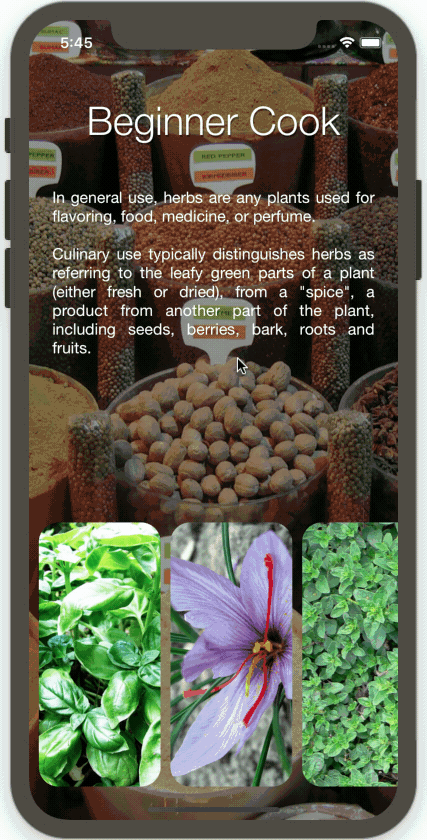 5:45
Beginner Cook
RED PEPPER
In general use, herbs are any plants used for
flavoring, food, medicine, or perfume.
Culinary use typically distinguishes herbs as
referring to the leafy green parts of a plant
(either fresh or dried), from a "spice", a
product from another part of the plant,
including seeds, berries, bark, roots and
fruits.